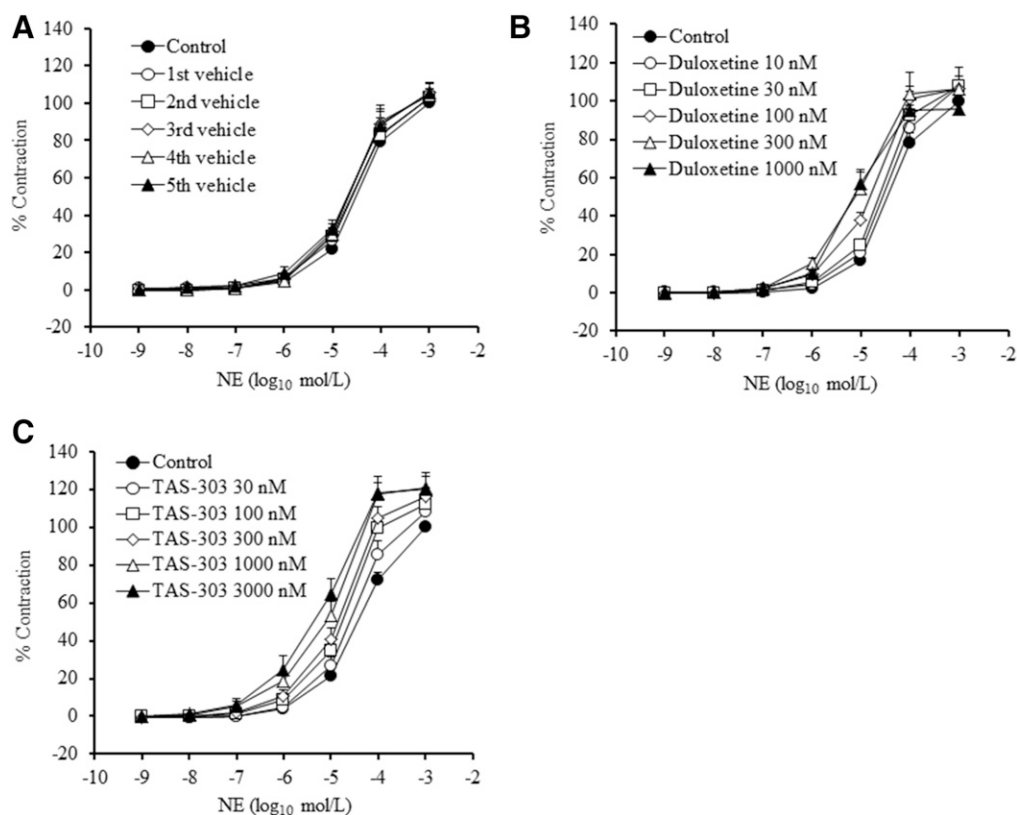 A
140
120
100
80
60
40
20
0
-20
% Contraction
Control
1st vehicle
2nd vehicle
3rd vehicle
4th vehicle
5th vehicle
-10 -9 -8 -7 -6 -5 -4 -3 -2
NE (log10 mol/L)
B
140
120
100
80
60
40
20
0
-20
% Contraction
Control
Duloxetine 10 nM
Duloxetine 30 nM
Duloxetine 100 nM
Duloxetine 300 nM
Duloxetine 1000 nM
-10 -9 -8 -7 -6 -5 -4 -3 -2
NE (log10 mol/L)
C
140
120
100
80
60
40
20
0
-20
% Contraction
Control
TAS-303 30 nM
TAS-303 100 nM
TAS-303 300 nM
TAS-303 1000 nM
TAS-303 3000 nM
-10 -9 -8 -7 -6 -5 -4 -3 -2
NE (log10 mol/L)